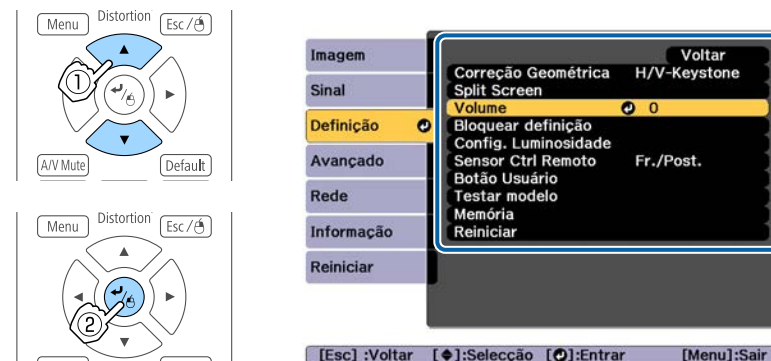 Menu
Distortion
Esc/
1
A/V Mute
Default
Menu
Distortion
Esc/
2
Imagem
Sinal
Definição
Avançado
Rede
Informação
Reiniciar
Voltar
Correção Geométrica H/V-Keystone
Split Screen
Volume 0
Bloquear definição
Config. Luminosidade
Sensor Ctrl Remoto Fr./Post.
Botão Usuário
Testar modelo
Memória
Reiniciar
[Esc] :Voltar [ ]:Selecção [ ]:Entrar [Menu]:Sair